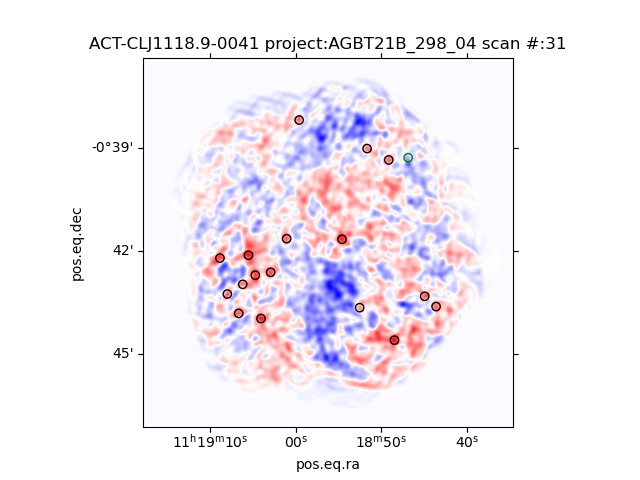 ACT-CLJ1118.9-0041 project:AGBT21B_298_04 scan #:31
-0°39'
42'
45'
pos.eq.dec
11h19m10s 00s 18m50s 40s
pos.eq.ra